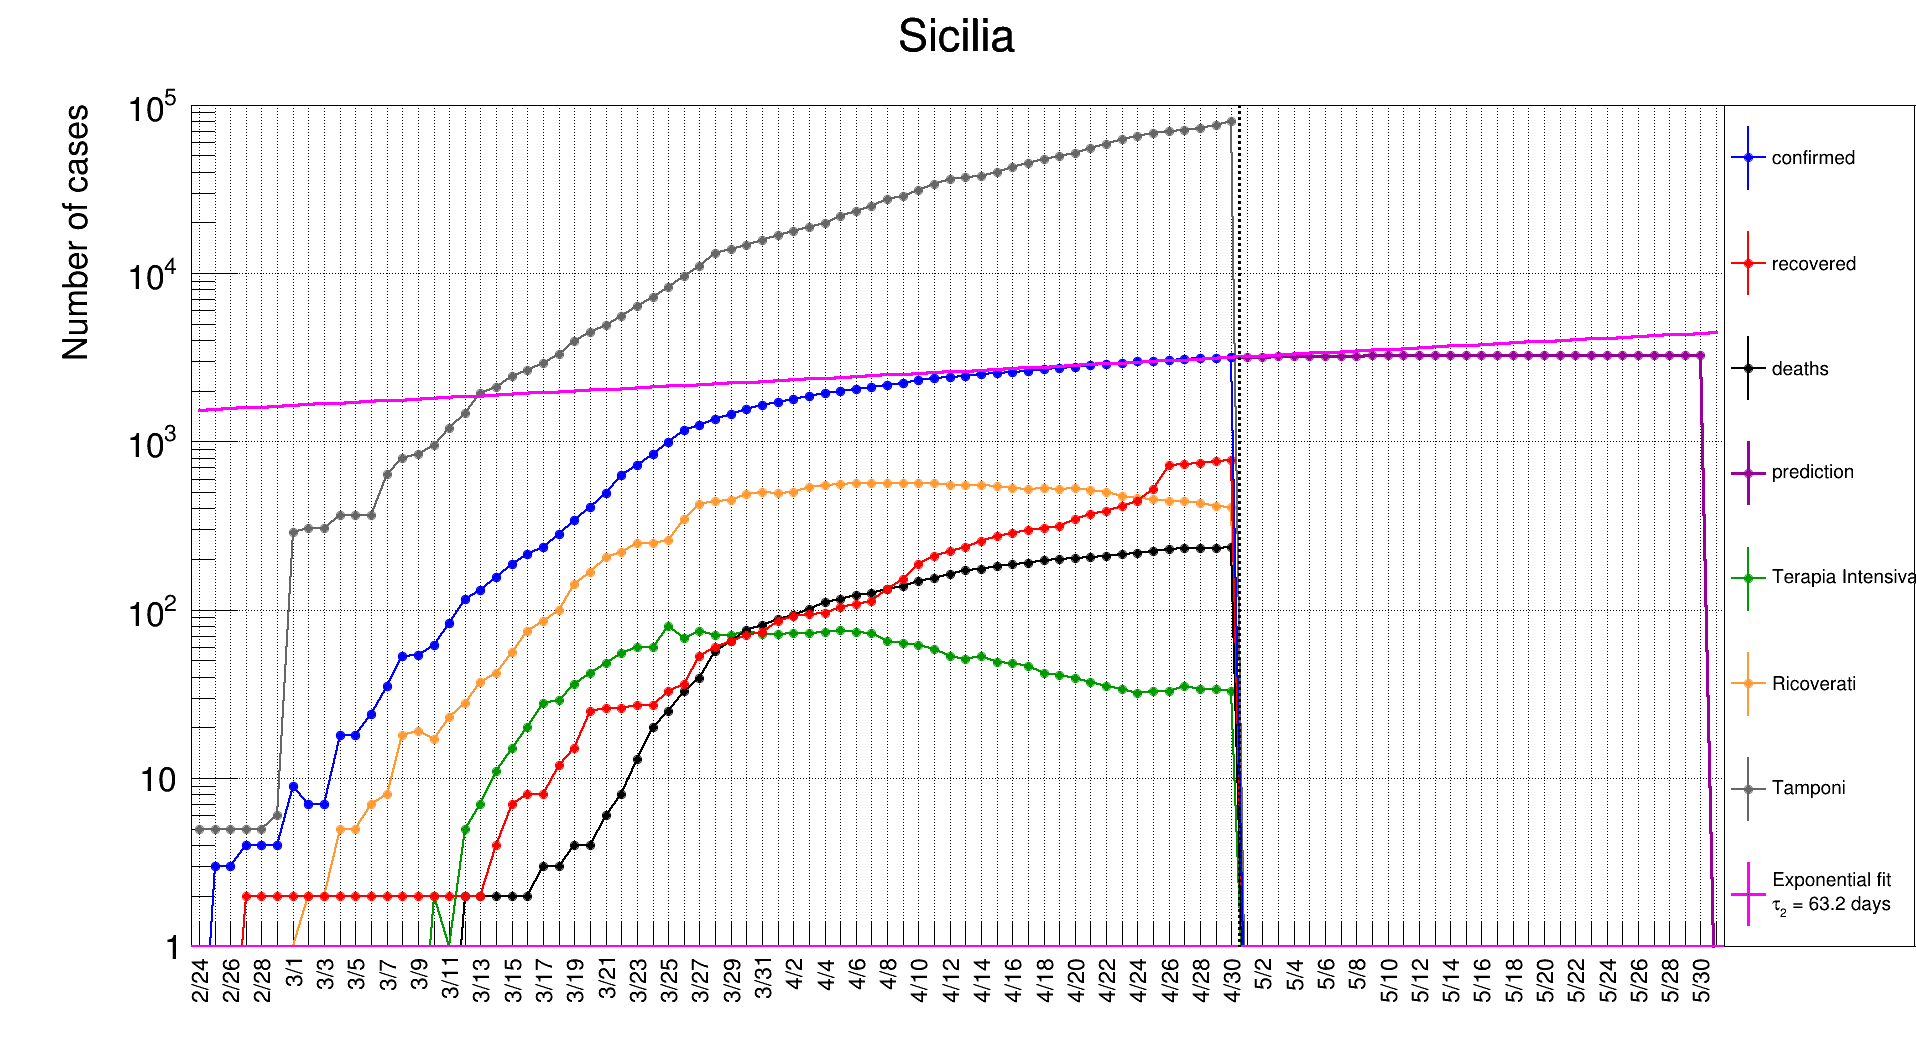 Sicilia
Number of cases
10^5
10^4
10^3
10^2
10
1
2/24 2/26 2/28 3/1 3/3 3/5 3/7 3/9 3/11 3/13 3/15 3/17 3/19 3/21 3/23 3/25 3/27 3/29 3/31 4/2 4/4 4/6 4/8 4/10 4/12 4/14 4/16 4/18 4/20 4/22 4/24 4/26 4/28 4/30 5/2 5/4 5/6 5/8 5/10 5/12 5/14 5/16 5/18 5/20 5/22 5/24 5/26 5/28 5/30
confirmed
recovered
deaths
prediction
Terapia Intensiva
Ricoverati
Tamponi
Exponential fit
τ₂ = 63.2 days